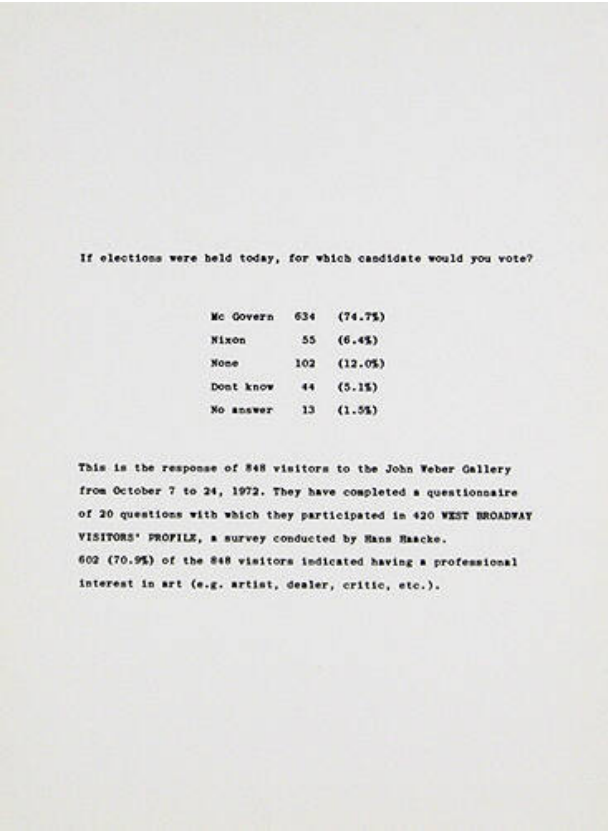 If elections were held today, for which candidate would you vote?
Mc Govern 634 (74.7%)
Nixon 55 (6.4%)
None 102 (12.0%)
Dont know 44 (5.1%)
No answer 13 (1.5%)
This is the response of 848 visitors to the John Weber Gallery
from October 7 to 24, 1972. They have completed a questionnaire
of 20 questions with which they participated in 420 WEST BROADWAY
VISITORS' PROFILE, a survey conducted by Hans Haacke.
602 (70.9%) of the 848 visitors indicated having a professional
interest in art (e.g. artist, dealer, critic, etc.).